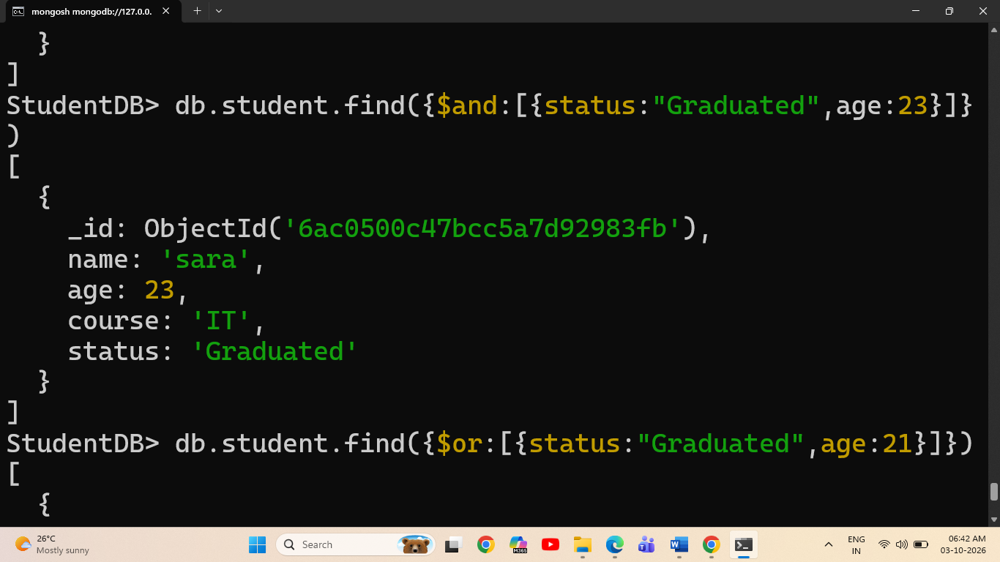 mongosh mongodb://127.0.0.
}
]
StudentDB> db.student.find({$and:[{status:"Graduated",age:23}]}
)
[
{
_id: ObjectId('6ac0500c47bcc5a7d92983fb'),
name: 'sara',
age: 23,
course: 'IT',
status: 'Graduated'
}
]
StudentDB> db.student.find({$or:[{status:"Graduated",age:21}]})
[
{
26°C
Mostly sunny
Search
M365
ENG
IN
06:42 AM
03-10-2026